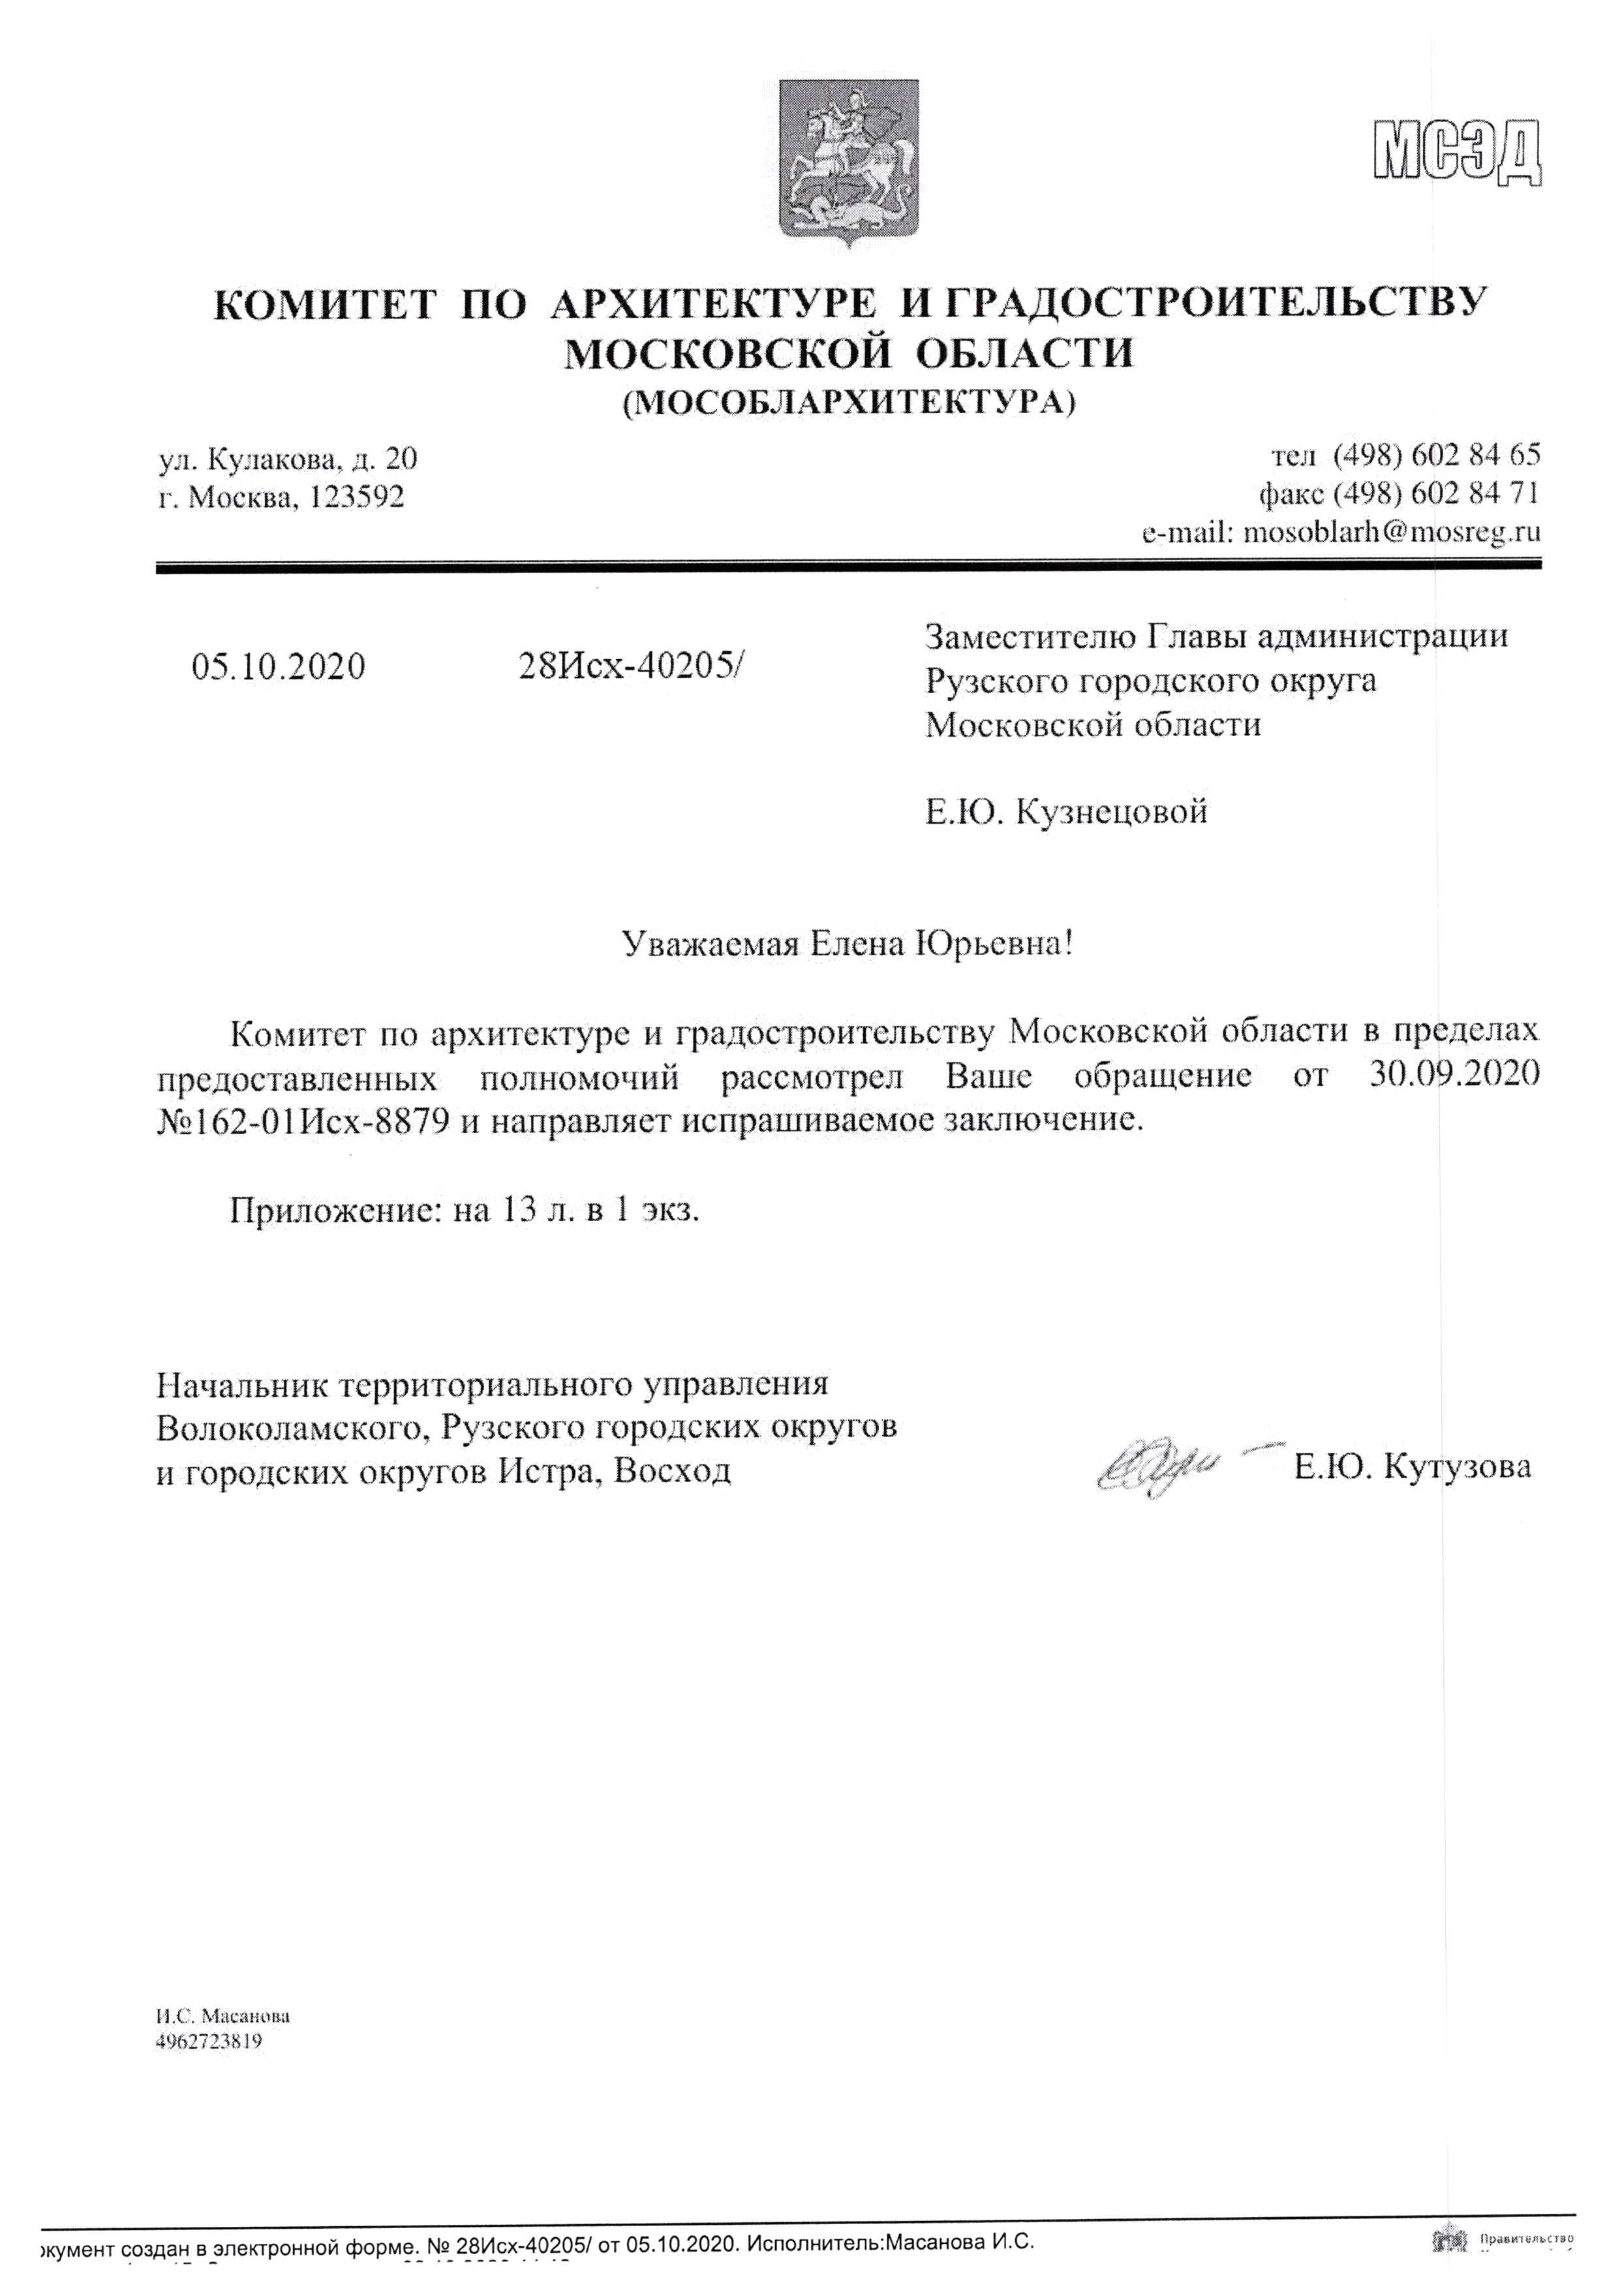 МСЭД
КОМИТЕТ ПО АРХИТЕКТУРЕ И ГРАДОСТРОИТЕЛЬСТВУ
МОСКОВСКОЙ ОБЛАСТИ
(МОСОБЛАРХИТЕКТУРА)
ул. Кулакова, д. 20
г. Москва, 123592
тел (498) 602 84 65
факс (498) 602 84 71
e-mail: mosoblarh@mosreg.ru
05.10.2020 28Исх-40205/
Заместителю Главы администрации
Рузского городского округа
Московской области
Е.Ю. Кузнецовой
Уважаемая Елена Юрьевна!
Комитет по архитектуре и градостроительству Московской области в пределах
предоставленных полномочий рассмотрел Ваше обращение от 30.09.2020
№162-01Исх-8879 и направляет испрашиваемое заключение.
Приложение: на 13 л. в 1 экз.
Начальник территориального управления
Волоколамского, Рузского городских округов
и городских округов Истра, Восход
Е.Ю. Кутузова
И.С. Масанова
4962723819
окумент создан в электронной форме. № 28Исх-40205/ от 05.10.2020. Исполнитель:Масанова И.С.
Правительство